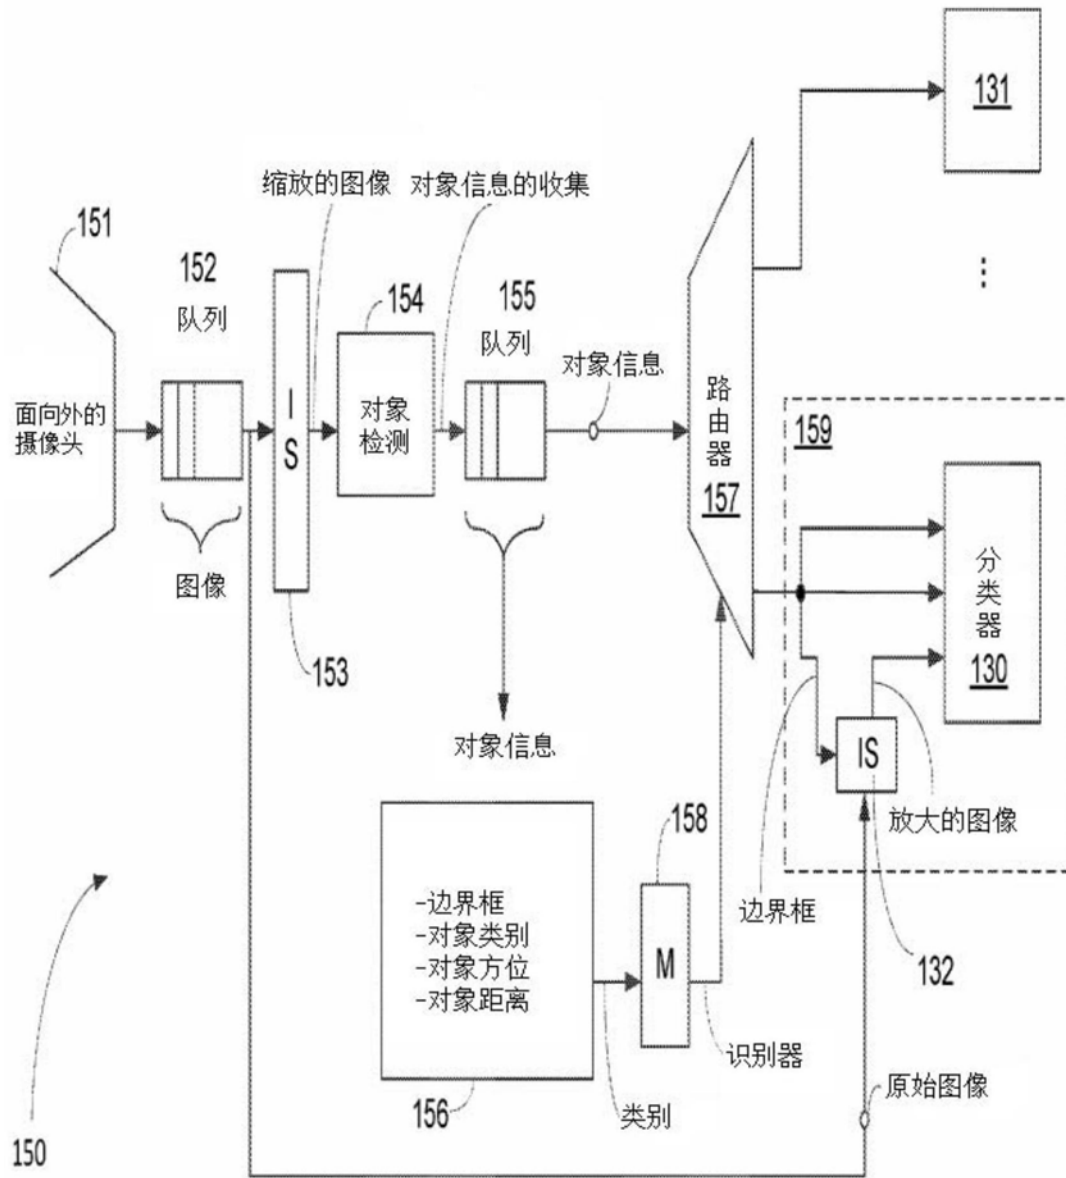 131
缩放的图像
对象信息的收集
151
152
队列
154
155
队列
对象信息
面向外的
摄像头
I
S
对象
检测
路
由
器
157
159
分
类
器
130
图像
153
对象信息
IS
放大的图像
158
-边界框
-对象类别
-对象方位
-对象距离
M
边界框
132
识别器
156
类别
原始图像
150